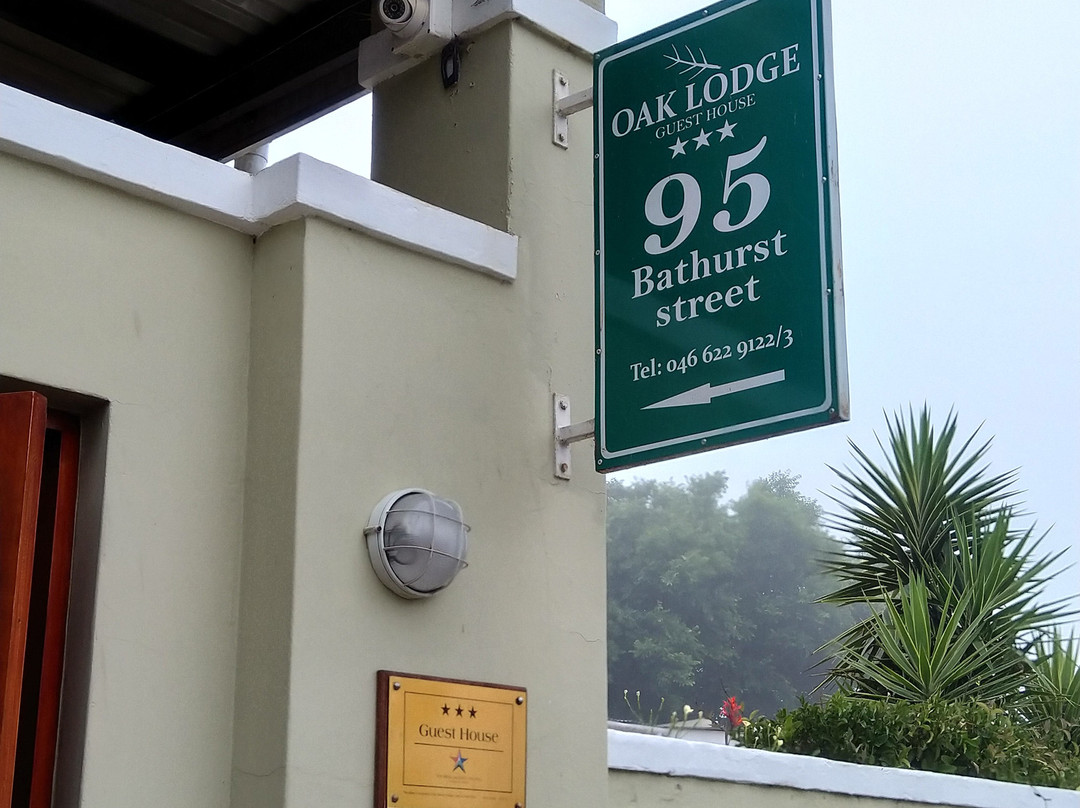 OAK LODGE
GUEST HOUSE
95
Bathurst
street
Tel: 046 622 9122/3
Guest House